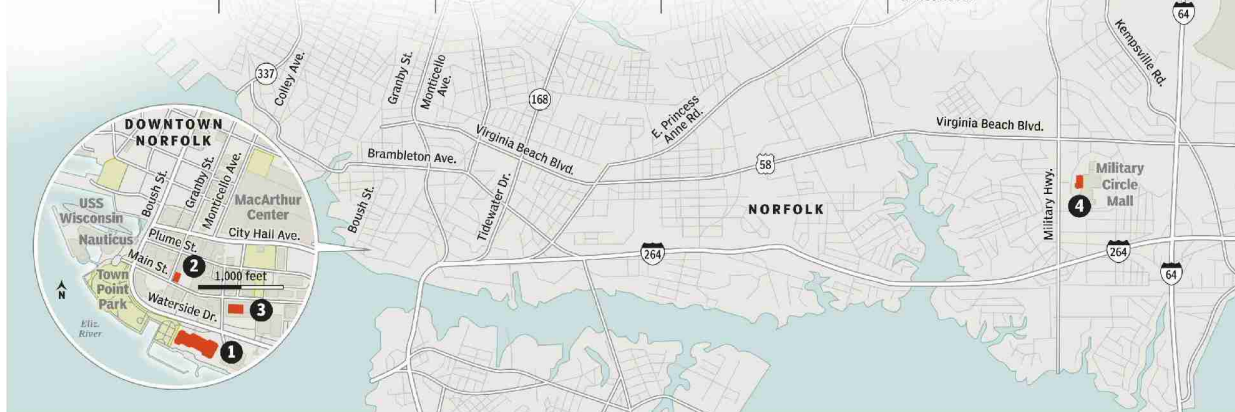 64
Kempsville Rd.
337
Colley Ave.
Granby St.
Monticello
Ave.
168
E. Princess
Anne Rd.
Virginia Beach Blvd.
Virginia Beach Blvd.
Brambleton Ave.
58
Boush St.
Tidewater Dr.
NORFOLK
Military Hwy.
Military
Circle
Mall
4
264
264
64
DOWNTOWN
NORFOLK
Boush St.
Granby St.
Monticello Ave.
MacArthur
Center
USS
Wisconsin
Nauticus
City Hall Ave.
Plume St.
Main St.
2
1,000 feet
N
Town
Point
Park
Waterside Dr.
3
Eliz.
River
1